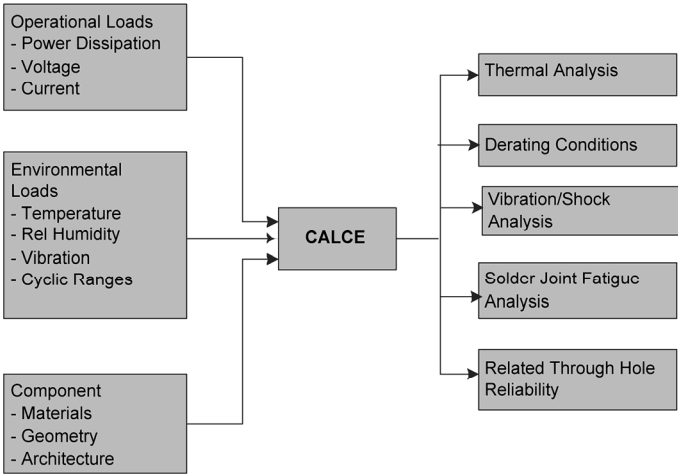 Operational Loads
- Power Dissipation
- Voltage
- Current
Environmental
Loads
- Temperature
- Rel Humidity
- Vibration
- Cyclic Ranges
Component
- Materials
- Geometry
- Architecture
CALCE
Thermal Analysis
Derating Conditions
Vibration/Shock
Analysis
Solder Joint Fatigue
Analysis
Related Through Hole
Reliability